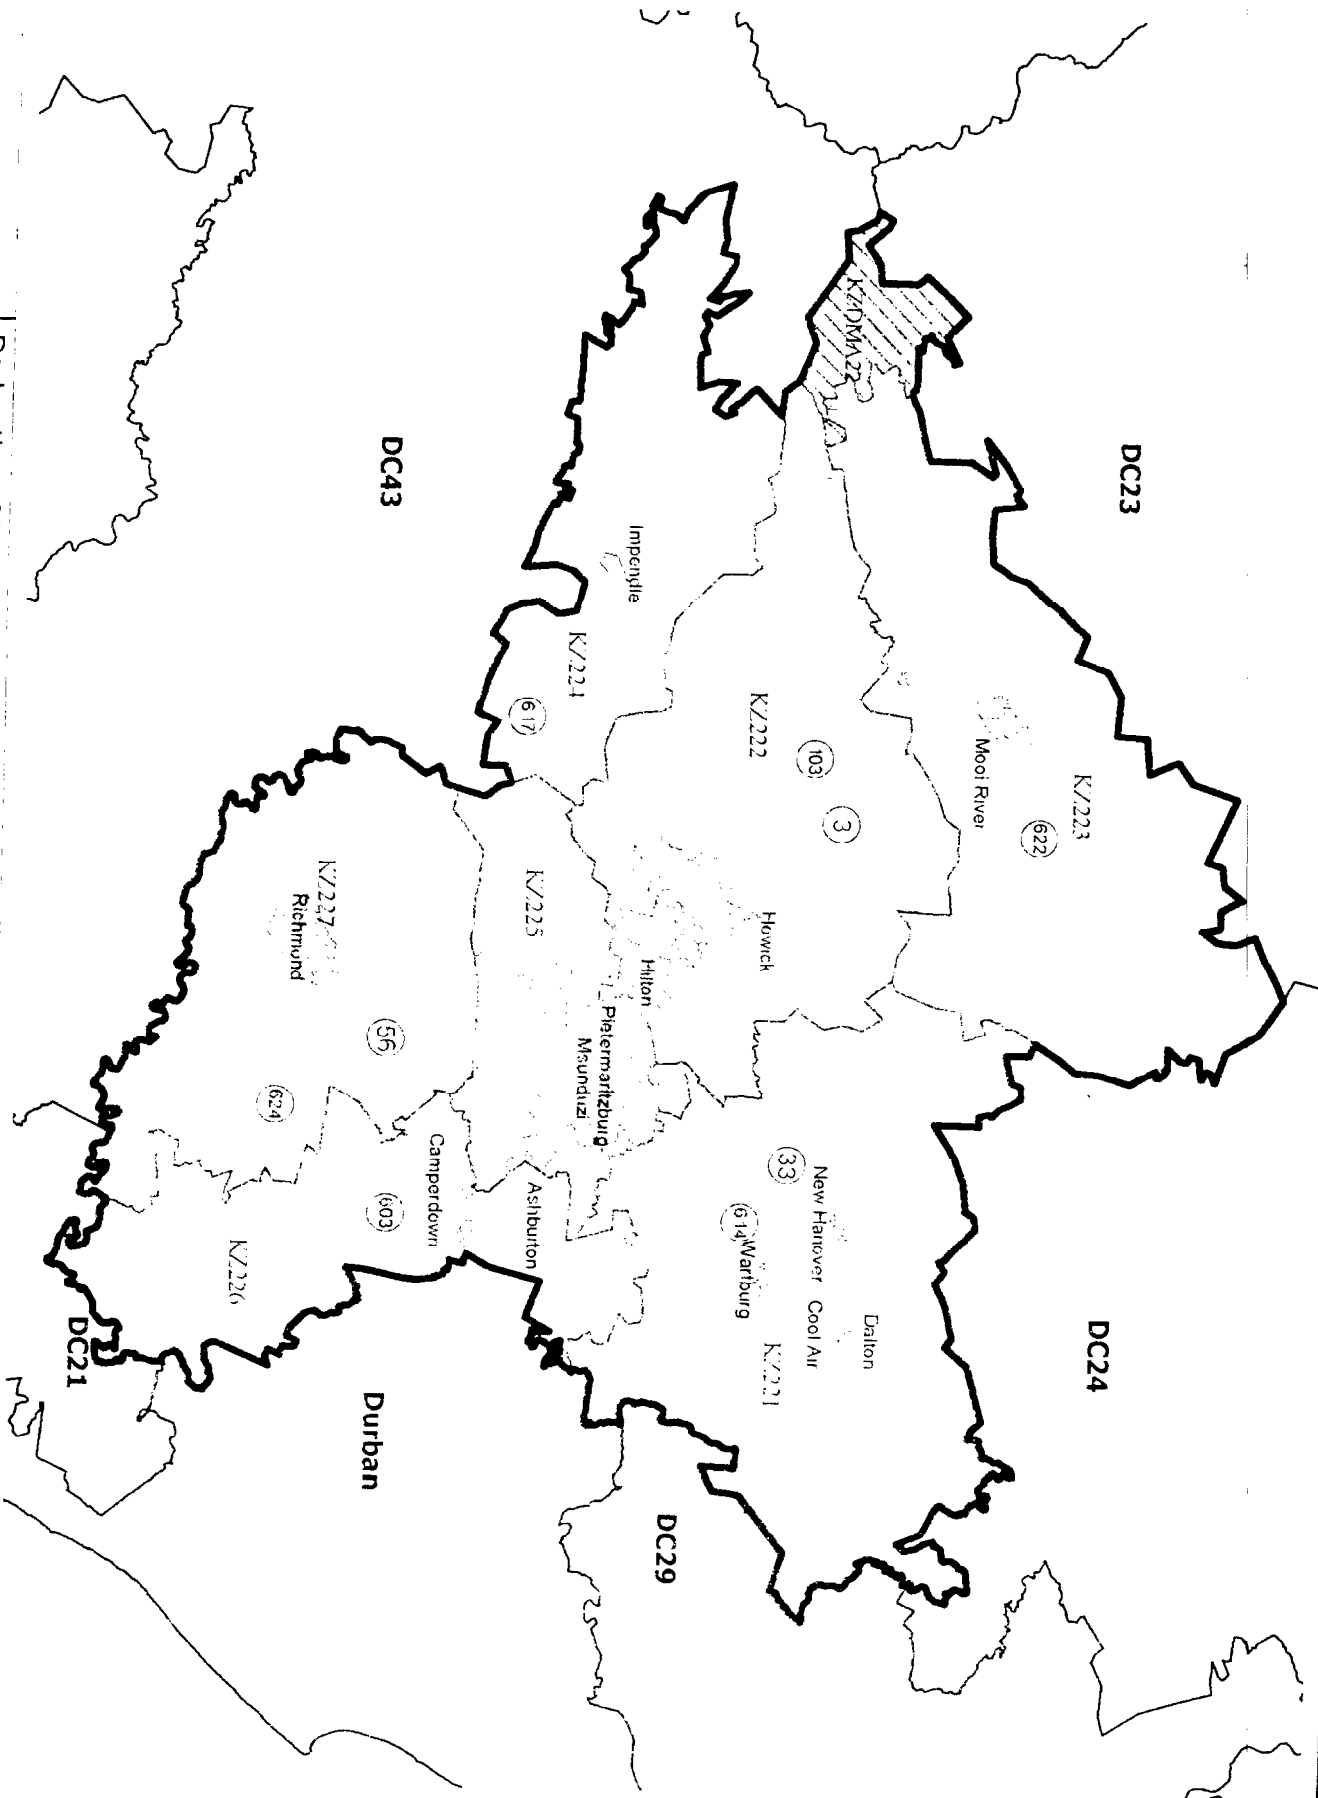 DC23
KZDMA22
KZ223
622
Mooi River
DC24
103
3
KZ222
Howick
Dalton
New Hanover
Cool Air
33
614
Wartburg
KZ221
Impendle
KZ224
617
Hilton
Pietermaritzburg
Msunduzi
KZ225
Ashburton
DC29
DC43
Camperdown
603
56
KZ227
Richmond
624
KZ226
Durban
DC21